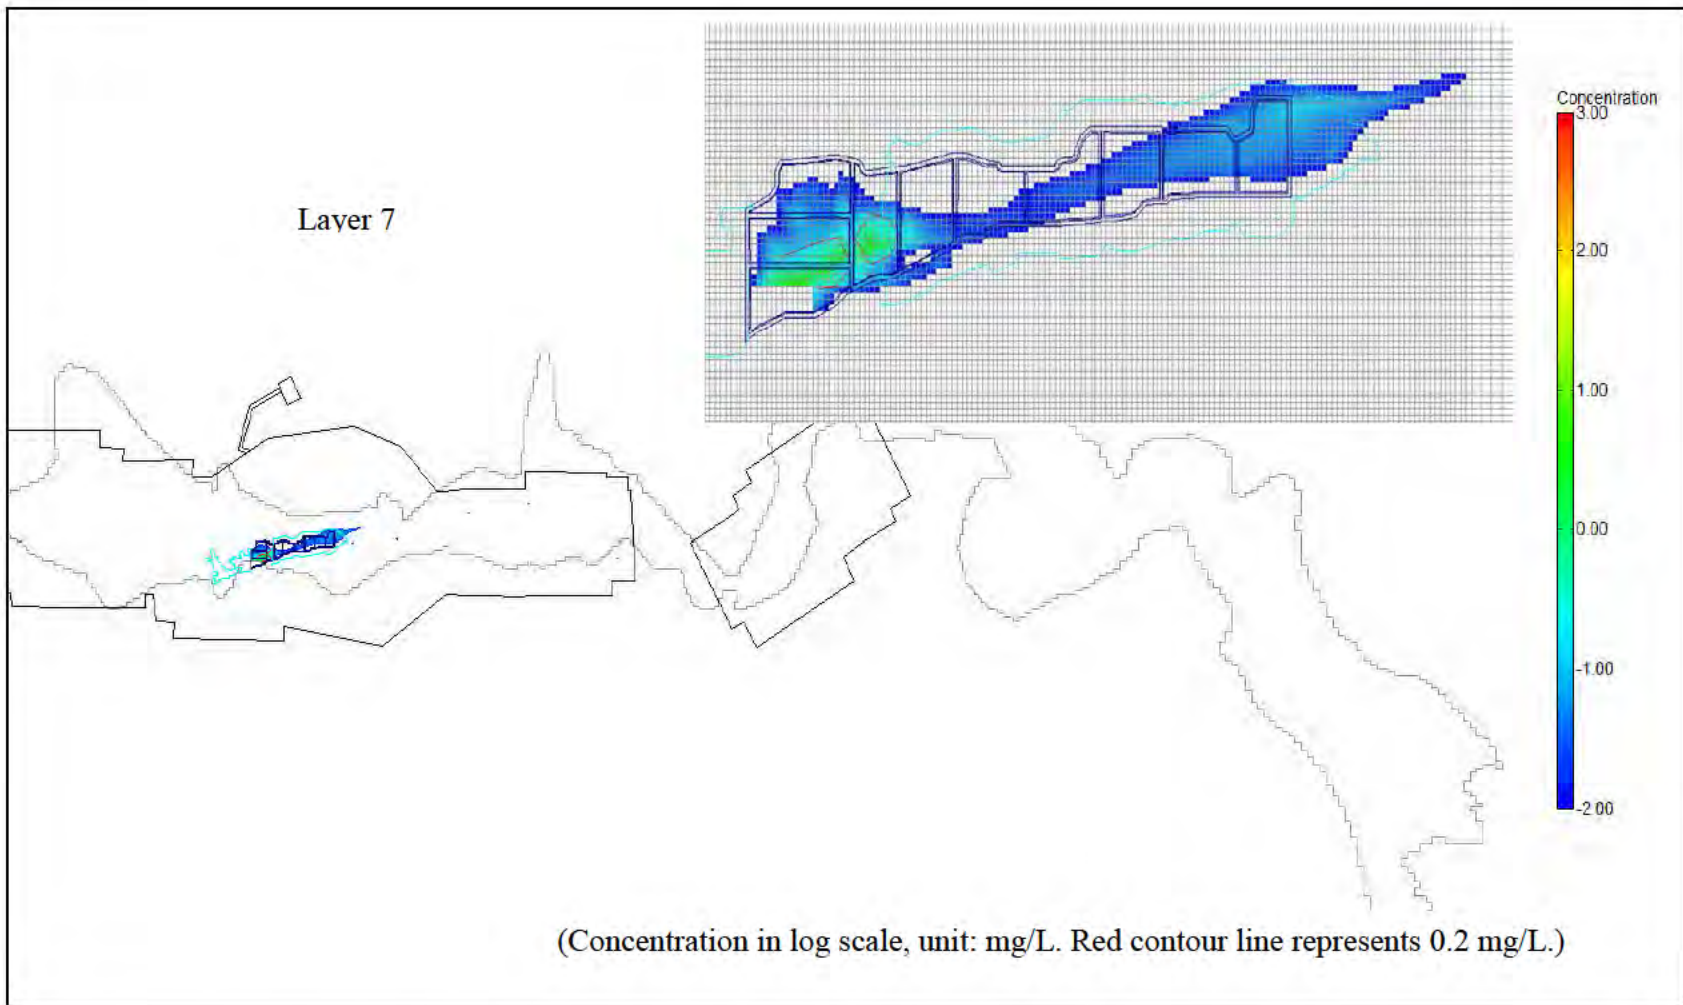 Concentration
3.00
Layer 7
2.00
1.00
0.00
-1.00
-2.00
(Concentration in log scale, unit: mg/L. Red contour line represents 0.2 mg/L.)